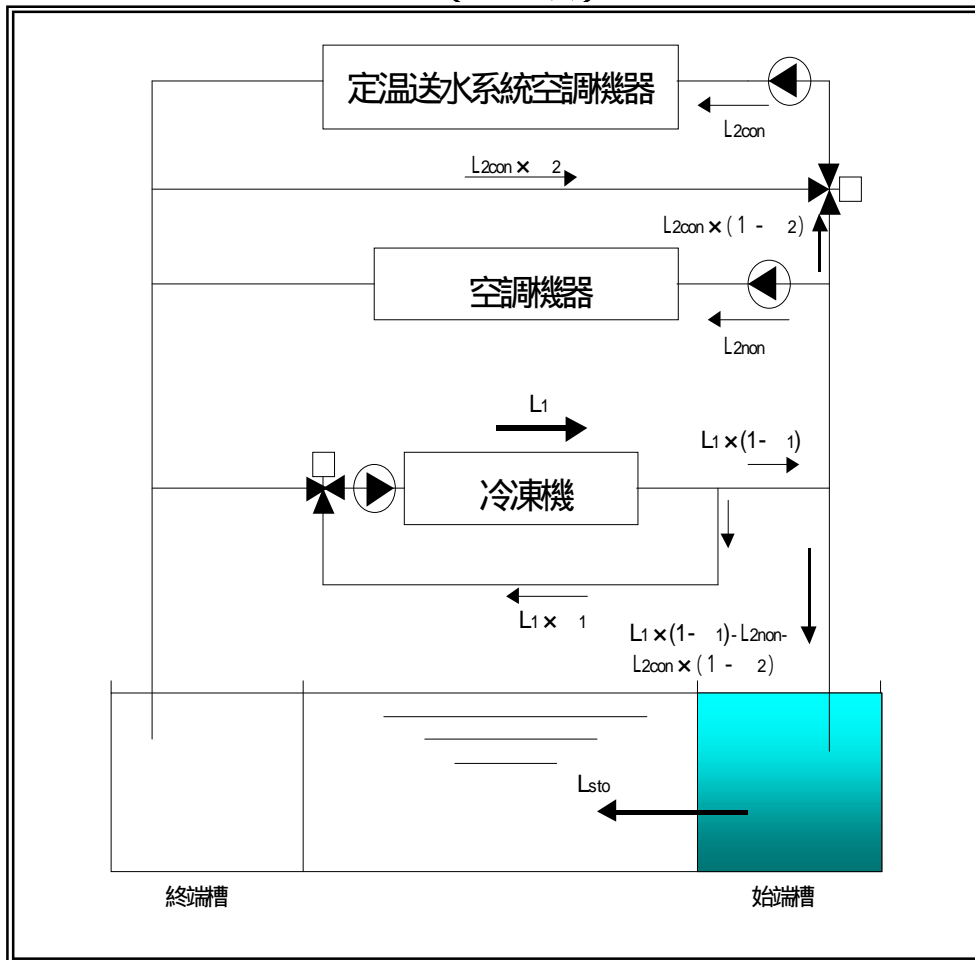 定温送水系統空調機器
L2con
L2con× 2
L2con×(1- 2)
空調機器
L2non
L1
L1×(1- 1)
冷凍機
L1× 1
L1×(1- 1)-L2non-
L2con×(1- 2)
Lsto
終端槽
始端槽